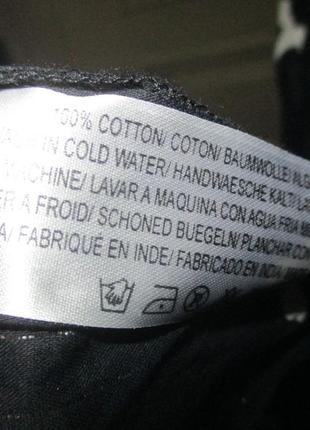 100% COTTON/ COTON/ BAUMWOLLE/
IN COLD WATER/ HANDWAESCHE KALT/
MACHINE/ LAVAR A MAQUINA CON AGUA FRIA
A FROID/ SCHONED BUEGELN/ PLANCHAR CON
FABRIQUE EN INDE/ FABRICADO EN INDIA